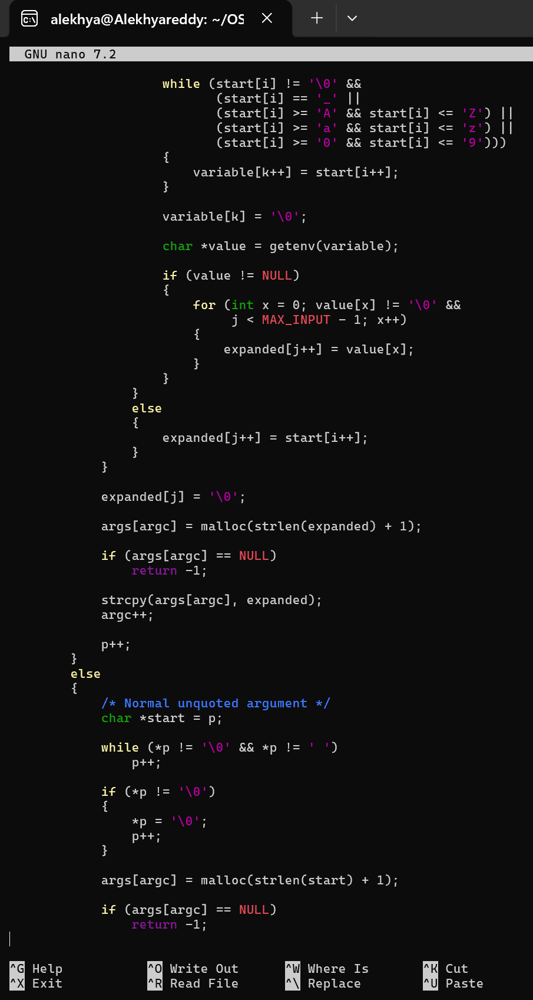 alekhya@Alekhyareddy: ~/OS
GNU nano 7.2
while (start[i] != '\0' &&
(start[i] == '_' ||
(start[i] >= 'A' && start[i] <= 'Z') ||
(start[i] >= 'a' && start[i] <= 'z') ||
(start[i] >= '0' && start[i] <= '9')))
{
variable[k++] = start[i++];
}
variable[k] = '\0';
char *value = getenv(variable);
if (value != NULL)
{
for (int x = 0; value[x] != '\0' &&
j < MAX_INPUT - 1; x++)
{
expanded[j++] = value[x];
}
}
}
else
{
expanded[j++] = start[i++];
}
}
expanded[j] = '\0';
args[argc] = malloc(strlen(expanded) + 1);
if (args[argc] == NULL)
return -1;
strcpy(args[argc], expanded);
argc++;
p++;
}
else
{
/* Normal unquoted argument */
char *start = p;
while (*p != '\0' && *p != ' ')
p++;
if (*p != '\0')
{
*p = '\0';
p++;
}
args[argc] = malloc(strlen(start) + 1);
if (args[argc] == NULL)
return -1;
^G Help ^O Write Out ^W Where Is ^K Cut
^X Exit ^R Read File ^\ Replace ^U Paste